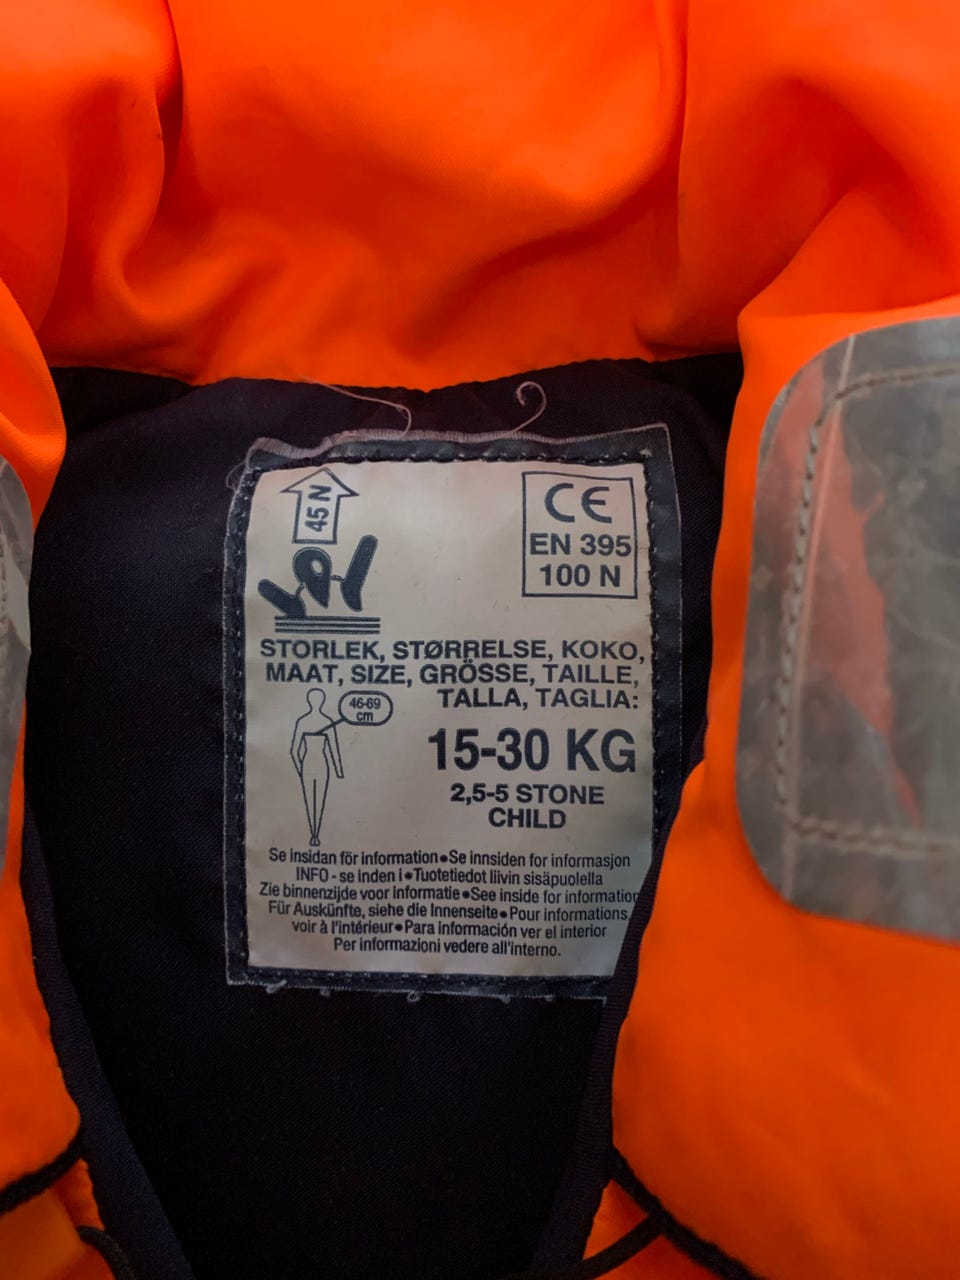 45 N
CE
EN 395
100 N
STORLEK, STØRRELSE, KOKO,
MAAT, SIZE, GRÖSSE, TAILLE,
TALLA, TAGLIA:
46-69
cm
15-30 KG
2,5-5 STONE
CHILD
Se insidan för information●Se innsiden for informasjon
INFO - se inden i●Tuotetiedot liivin sisäpuolella
Zie binnenzijde voor informatie●See inside for information
Für Auskünfte, siehe die Innenseite●Pour informations,
voir à l'intérieur●Para información ver el interior
Per informazioni vedere all'interno.